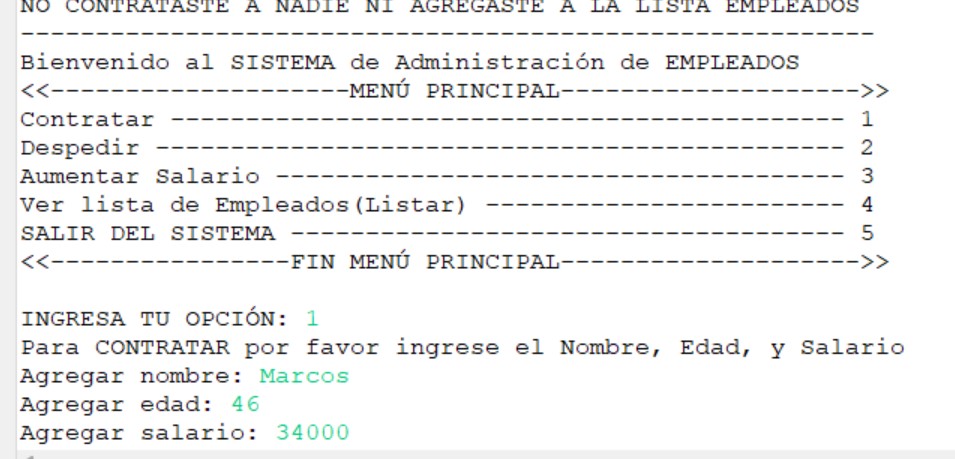 NO CONTRATASTE A NADIE NI AGREGASTE A LA LISTA EMPLEADOS
---------------------------------------------------------
Bienvenido al SISTEMA de Administración de EMPLEADOS
<<--------------------MENÚ PRINCIPAL-------------------->>
Contratar --------------------------------------------- 1
Despedir ---------------------------------------------- 2
Aumentar Salario -------------------------------------- 3
Ver lista de Empleados(Listar) ------------------------ 4
SALIR DEL SISTEMA ------------------------------------- 5
<<----------------FIN MENÚ PRINCIPAL-------------------->>
INGRESA TU OPCIÓN: 1
Para CONTRATAR por favor ingrese el Nombre, Edad, y Salario
Agregar nombre: Marcos
Agregar edad: 46
Agregar salario: 34000